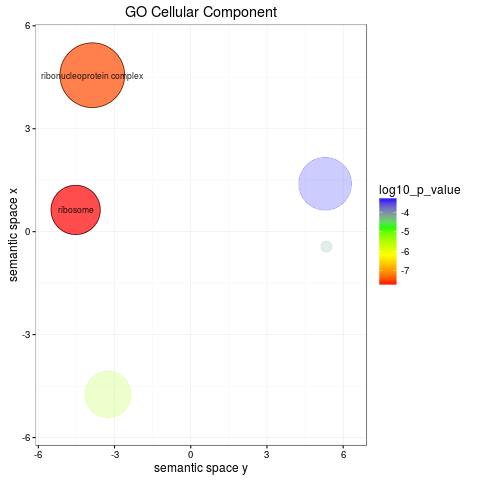 GO Cellular Component
6
3
0
-3
-6
semantic space x
ribonucleoprotein complex
ribosome
-6
-3
0
3
6
semantic space y
log10_p_value
-4
-5
-6
-7